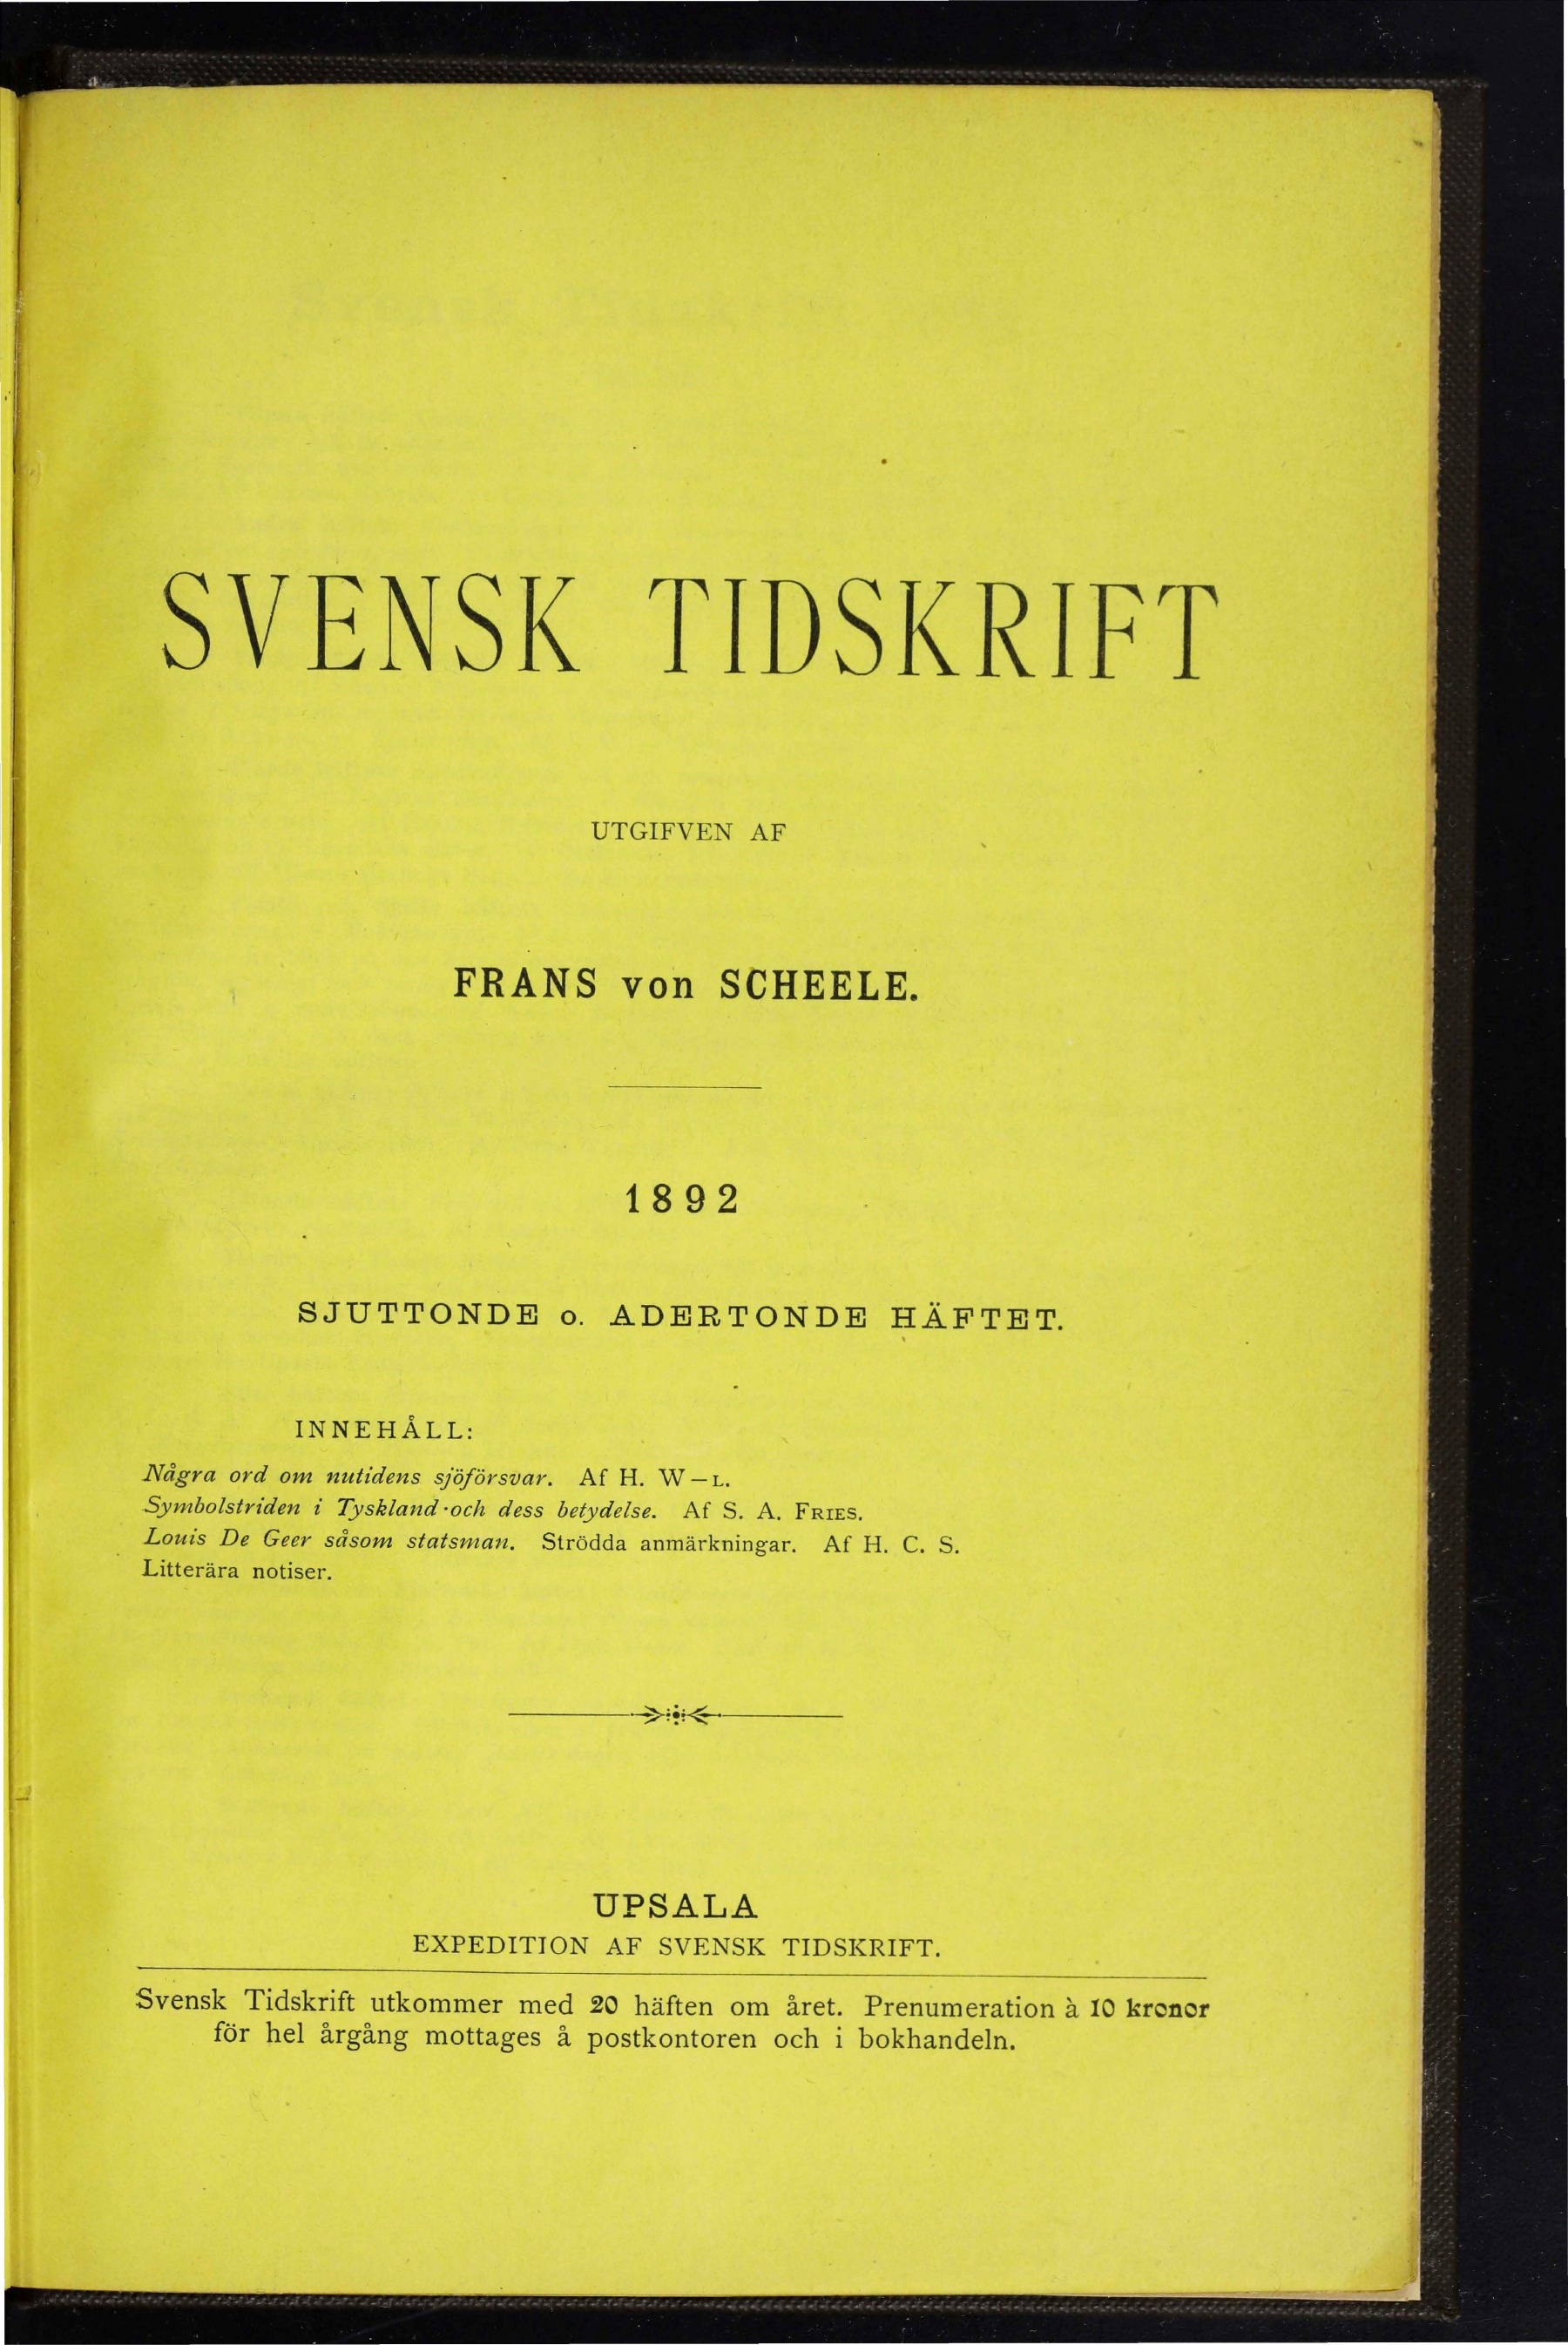 SVENSK TIDSKRIFT
UTGIFVEN AF
FRANS von SCHEELE.
1892
SJUTTONDE o. ADERTONDE HÄFTET.
INNEHÅLL:
Några ord om nutidens sjöförsvar. Af H. W—L.
Symbolstriden i Tyskland och dess betydelse. Af S. A. FRIES.
Louis De Geer såsom statsman. Strödda anmärkningar. Af H. C. S.
Litterära notiser.
UPSALA
EXPEDITION AF SVENSK TIDSKRIFT.
Svensk Tidskrift utkommer med 20 häften om året. Prenumeration à 10 kronor
för hel årgång mottages å postkontoren och i bokhandeln.